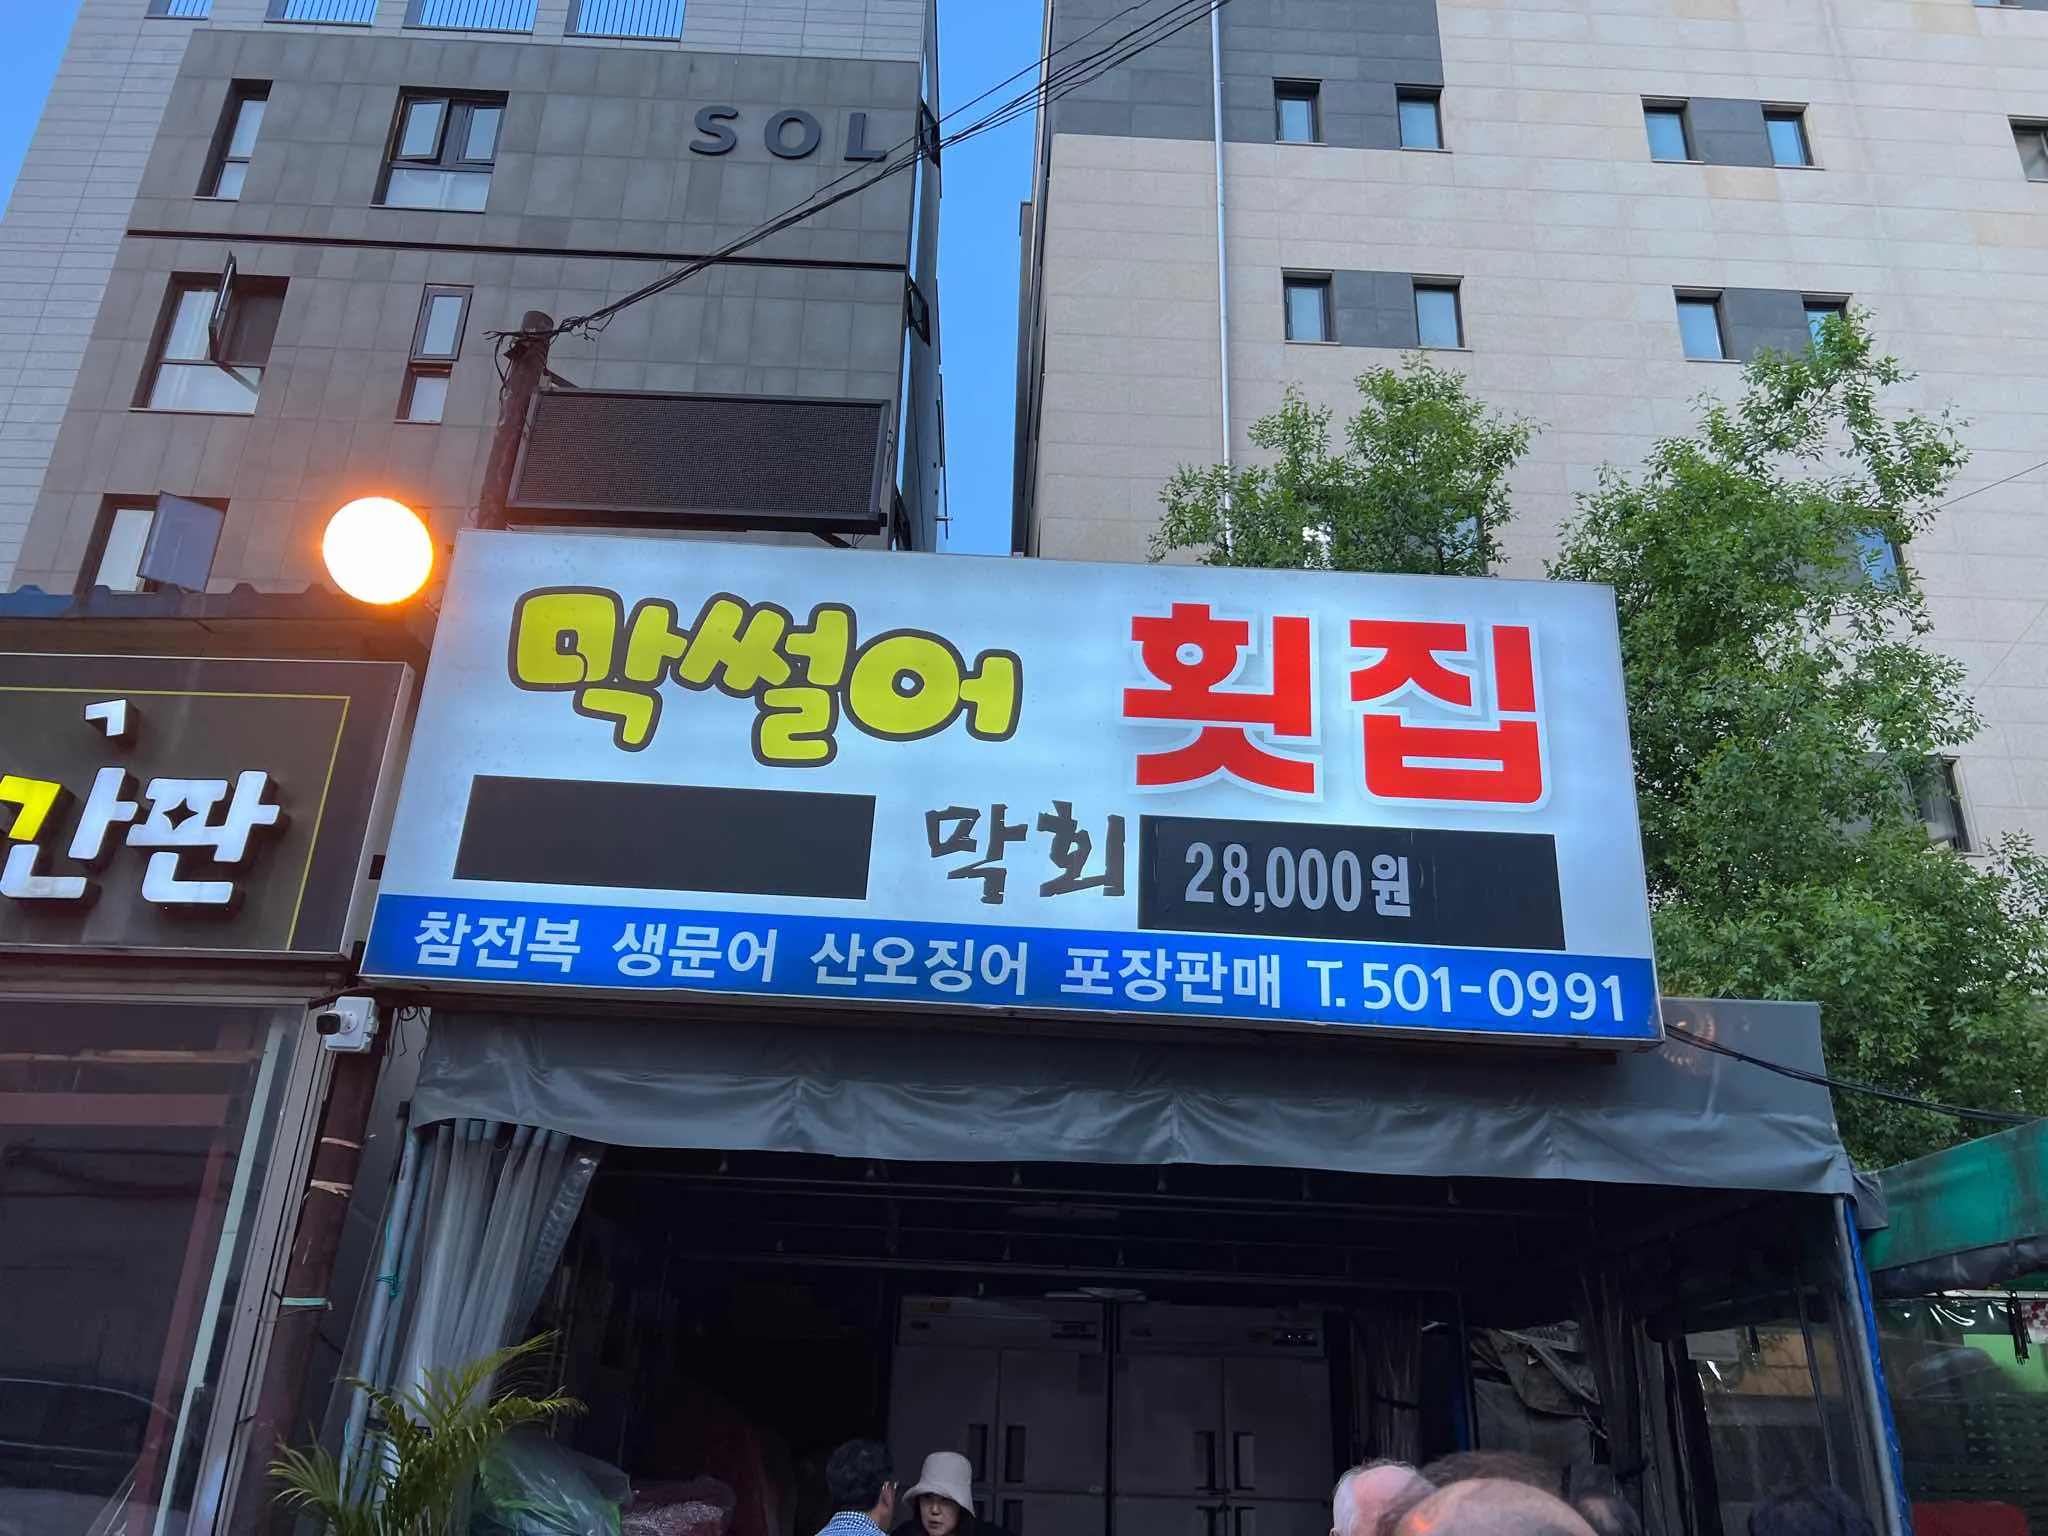 SOL
막썰어 횟집
막회 28,000원
참전복 생문어 산오징어 포장판매 T.501-0991
간판